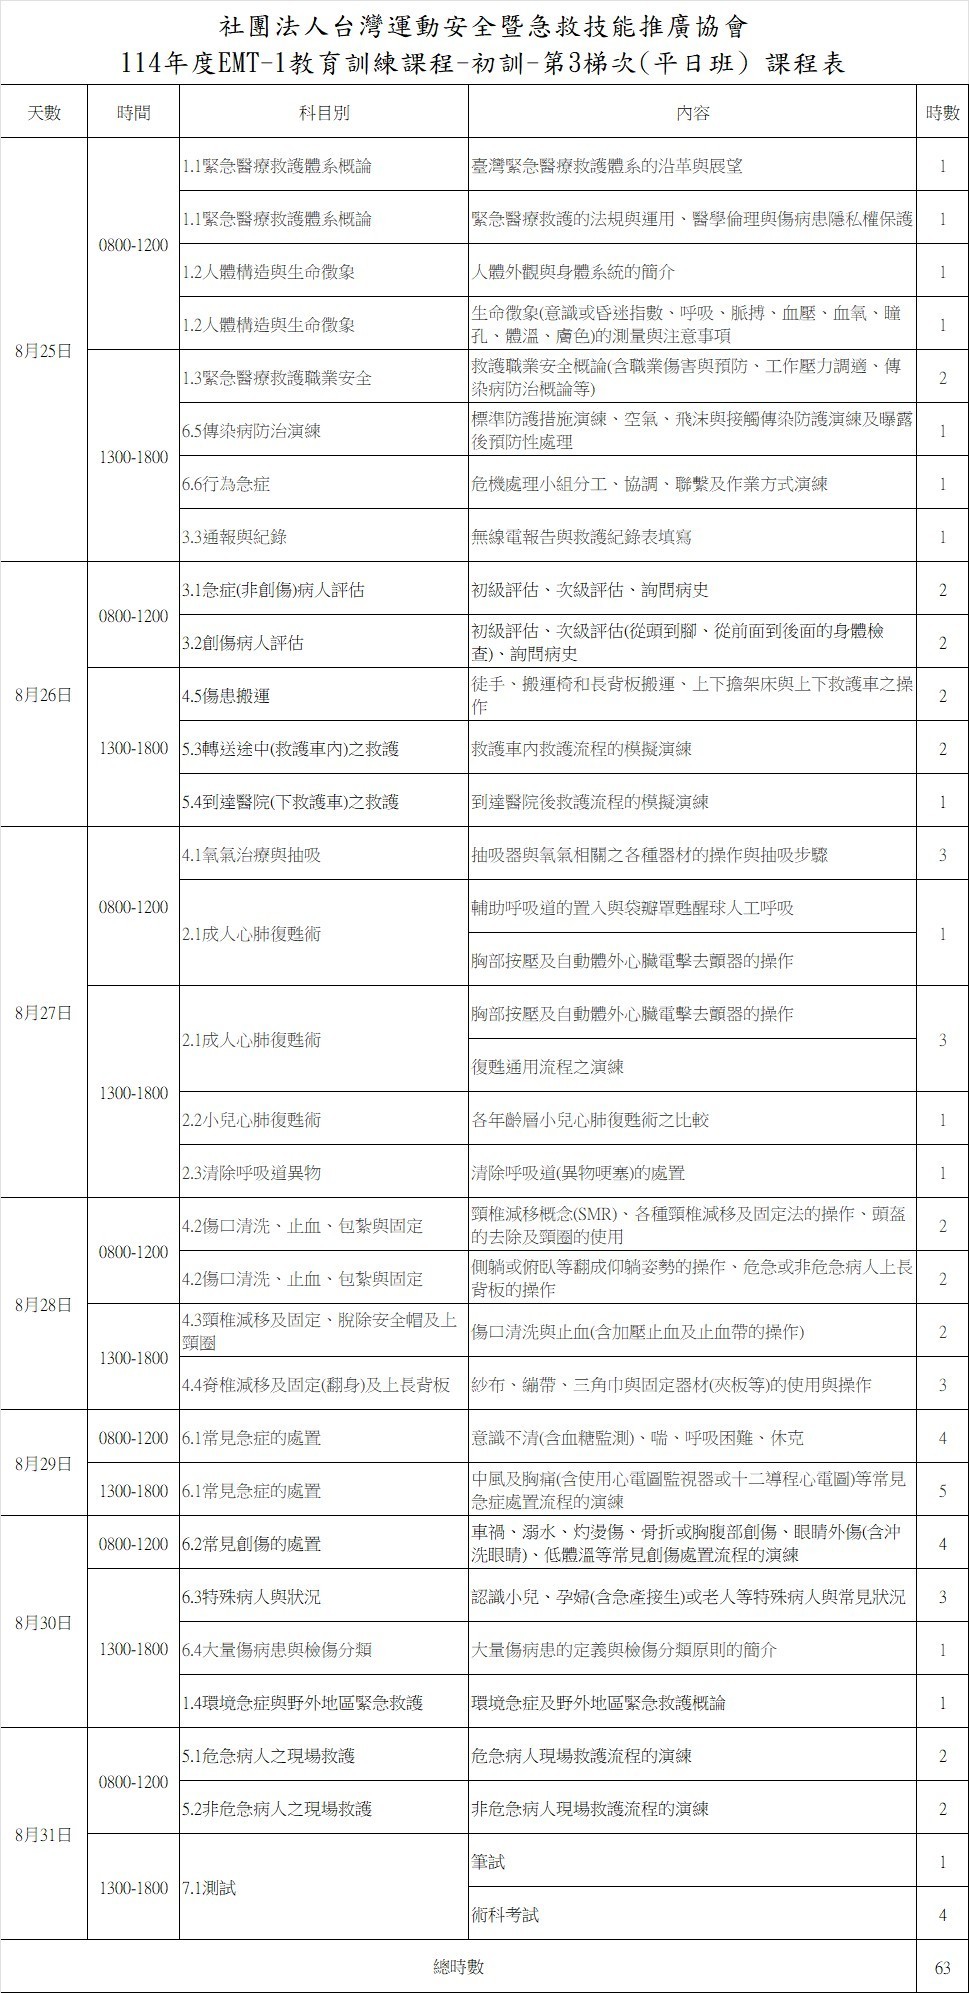 社團法人台灣運動安全暨急救技能推廣協會
114年度EMT-1教育訓練課程-初訓-第3梯次(平日班) 課程表
天數 時間 科目別 內容 時數
8月25日
0800-1200
1.1緊急醫療救護體系概論 臺灣緊急醫療救護體系的沿革與展望 1
1.1緊急醫療救護體系概論 緊急醫療救護的法規與運用、醫學倫理與傷病患隱私權保護 1
1.2人體構造與生命徵象 人體外觀與身體系統的簡介 1
1.2人體構造與生命徵象 生命徵象(意識或昏迷指數、呼吸、脈搏、血壓、血氧、瞳
孔、體溫、膚色)的測量與注意事項 1
1300-1800
1.3緊急醫療救護職業安全 救護職業安全概論(含職業傷害與預防、工作壓力調適、傳
染病防治概論等) 2
6.5傳染病防治演練 標準防護措施演練、空氣、飛沫與接觸傳染防護演練及曝露
後預防性處理 1
6.6行為急症 危機處理小組分工、協調、聯繫及作業方式演練 1
3.3通報與紀錄 無線電報告與救護紀錄表填寫 1
8月26日
0800-1200
3.1急症(非創傷)病人評估 初級評估、次級評估、詢問病史 2
3.2創傷病人評估 初級評估、次級評估(從頭到腳、從前面到後面的身體檢
查)、詢問病史 2
1300-1800
4.5傷患搬運 徒手、搬運椅和長背板搬運、上下擔架床與上下救護車之操
作 2
5.3轉送途中(救護車內)之救護 救護車內救護流程的模擬演練 2
5.4到達醫院(下救護車)之救護 到達醫院後救護流程的模擬演練 1
8月27日
0800-1200
4.1氧氣治療與抽吸 抽吸器與氧氣相關之各種器材的操作與抽吸步驟 3
2.1成人心肺復甦術 輔助呼吸道的置入與袋瓣罩甦醒球人工呼吸 1
胸部按壓及自動體外心臟電擊去顫器的操作
1300-1800
2.1成人心肺復甦術 胸部按壓及自動體外心臟電擊去顫器的操作 3
復甦通用流程之演練
2.2小兒心肺復甦術 各年齡層小兒心肺復甦術之比較 1
2.3清除呼吸道異物 清除呼吸道(異物哽塞)的處置 1
8月28日
0800-1200
4.2傷口清洗、止血、包紮與固定 頸椎減移概念(SMR)、各種頸椎減移及固定法的操作、頭盔
的去除及頸圈的使用 2
4.2傷口清洗、止血、包紮與固定 側躺或俯臥等翻成仰躺姿勢的操作、危急或非危急病人上長
背板的操作 2
1300-1800
4.3頸椎減移及固定、脫除安全帽及上
頸圈 傷口清洗與止血(含加壓止血及止血帶的操作) 2
4.4脊椎減移及固定(翻身)及上長背板 紗布、繃帶、三角巾與固定器材(夾板等)的使用與操作 3
8月29日
0800-1200 6.1常見急症的處置 意識不清(含血糖監測)、喘、呼吸困難、休克 4
1300-1800 6.1常見急症的處置 中風及胸痛(含使用心電圖監視器或十二導程心電圖)等常見
急症處置流程的演練 5
8月30日
0800-1200 6.2常見創傷的處置 車禍、溺水、灼燙傷、骨折或胸腹部創傷、眼睛外傷(含沖
洗眼睛)、低體溫等常見創傷處置流程的演練 4
1300-1800
6.3特殊病人與狀況 認識小兒、孕婦(含急產接生)或老人等特殊病人與常見狀況 3
6.4大量傷病患與檢傷分類 大量傷病患的定義與檢傷分類原則的簡介 1
1.4環境急症與野外地區緊急救護 環境急症及野外地區緊急救護概論 1
8月31日
0800-1200
5.1危急病人之現場救護 危急病人現場救護流程的演練 2
5.2非危急病人之現場救護 非危急病人現場救護流程的演練 2
1300-1800 7.1測試
筆試 1
術科考試 4
總時數 63